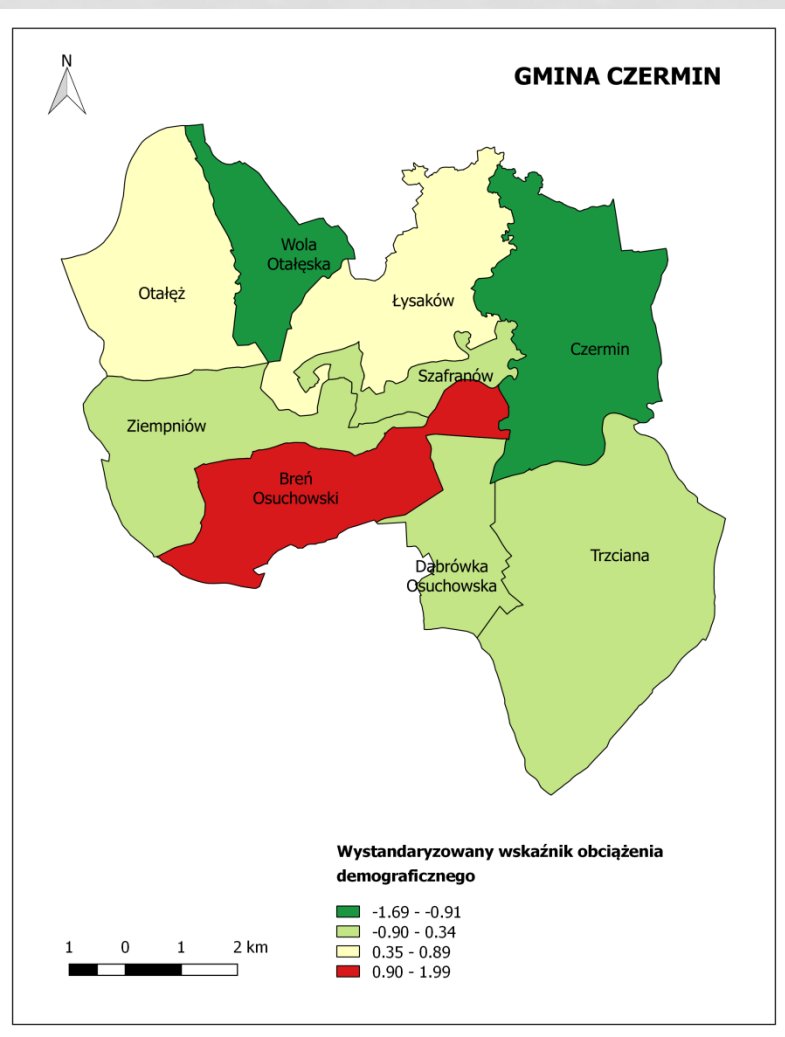 N
GMINA CZERMIN
Wola
Otałęska
Otałęż
Łysaków
Czermin
Szafranów
Ziempniów
Breń
Osuchowski
Trzciana
Dąbrówka
Osuchowska
Wystandaryzowany wskaźnik obciążenia
demograficznego
-1.69 - -0.91
-0.90 - 0.34
0.35 - 0.89
0.90 - 1.99
1 0 1 2 km